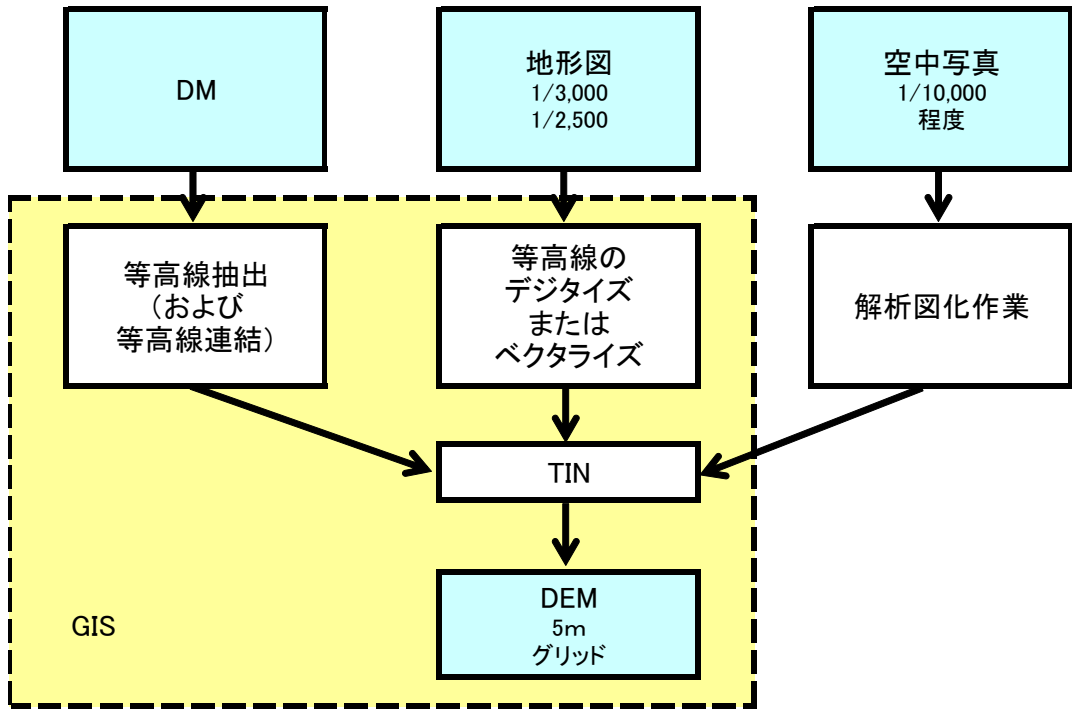 DM
地形図
1/3,000
1/2,500
空中写真
1/10,000
程度
等高線抽出
（および
等高線連結）
等高線の
デジタイズ
または
ベクタライズ
解析図化作業
TIN
DEM
5m
グリッド
GIS